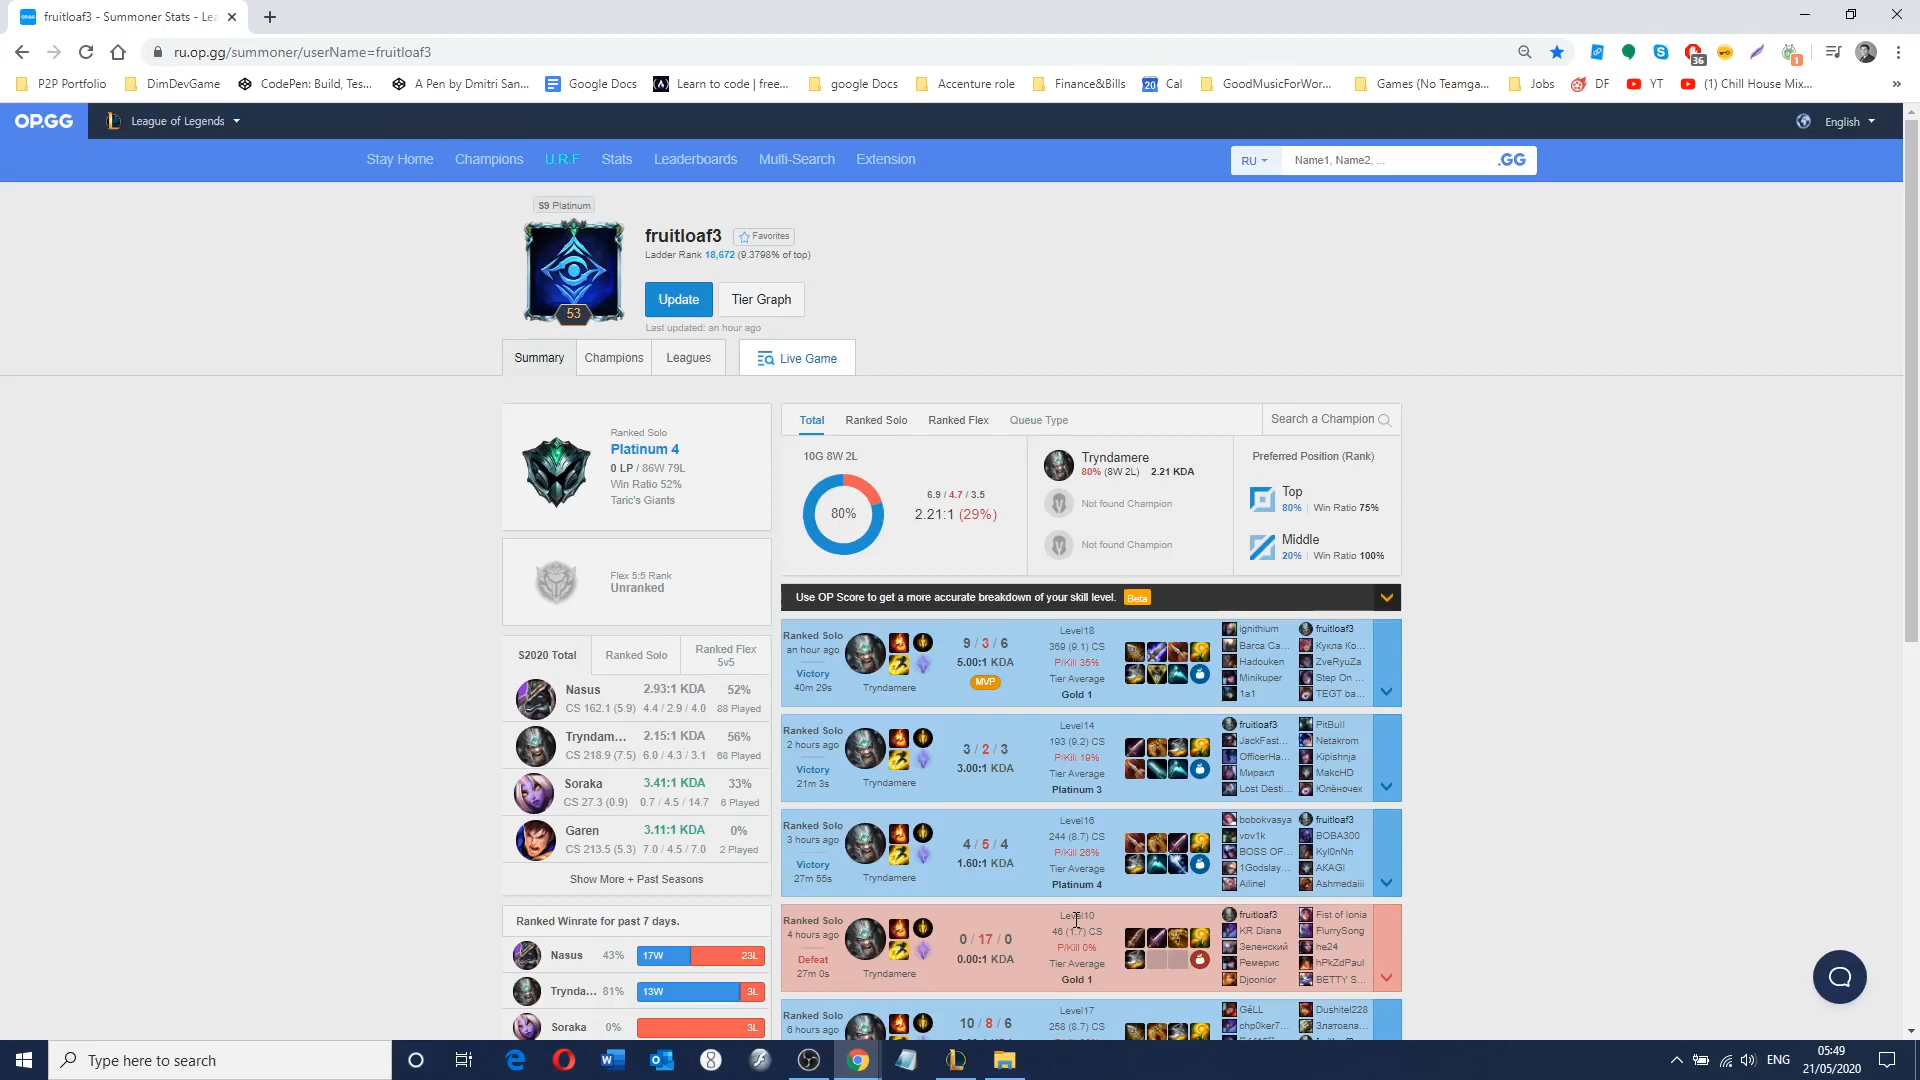 fruitloaf3 - Summoner Stats - Lea
ru.op.gg/summoner/userName=fruitloaf3
36
1
P2P Portfolio
DimDevGame
CodePen: Build, Tes...
A Pen by Dmitri San...
Google Docs
Learn to code | free...
google Docs
Accenture role
Finance&Bills
20 Cal
GoodMusicForWor...
Games (No Teamga...
Jobs
DF
YT
(1) Chill House Mix...
»
OP.GG
League of Legends
English
Stay Home
Champions
U.R.F
Stats
Leaderboards
Multi-Search
Extension
RU
Name1, Name2, ...
.GG
S9 Platinum
53
fruitloaf3
Favorites
Ladder Rank 18,672 (9.3798% of top)
Update
Tier Graph
Last updated: an hour ago
Summary
Champions
Leagues
Live Game
Ranked Solo
Platinum 4
0 LP / 86W 79L
Win Ratio 52%
Taric's Giants
Flex 5:5 Rank
Unranked
S2020 Total
Ranked Solo
Ranked Flex
5v5
Nasus 2.93:1 KDA 52%
CS 162.1 (5.9) 4.4 / 2.9 / 4.0 88 Played
Tryndam... 2.15:1 KDA 56%
CS 218.9 (7.5) 6.0 / 4.3 / 3.1 68 Played
Soraka 3.41:1 KDA 33%
CS 27.3 (0.9) 0.7 / 4.5 / 14.7 6 Played
Garen 3.11:1 KDA 0%
CS 213.5 (5.3) 7.0 / 4.5 / 7.0 2 Played
Show More + Past Seasons
Ranked Winrate for past 7 days.
Nasus 43% 17W 23L
Trynda... 81% 13W 3L
Soraka 0% 3L
Total
Ranked Solo
Ranked Flex
Queue Type
Search a Champion
10G 8W 2L
80%
6.9 / 4.7 / 3.5
2.21:1 (29%)
Tryndamere
80% (8W 2L) 2.21 KDA
Not found Champion
Not found Champion
Preferred Position (Rank)
Top
80% | Win Ratio 75%
Middle
20% | Win Ratio 100%
Use OP Score to get a more accurate breakdown of your skill level. Beta
Ranked Solo
an hour ago
Victory
40m 29s
Tryndamere
9 / 3 / 6
5.00:1 KDA
MVP
Level18
369 (9.1) CS
P/Kill 35%
Tier Average
Gold 1
ignithium
Barca Ca...
Hadouken
Minikuper
1a1
fruitloaf3
Кукла Ко...
ZveRyuZa
Step On ...
TEGT ba...
Ranked Solo
2 hours ago
Victory
21m 3s
Tryndamere
3 / 2 / 3
3.00:1 KDA
Level14
193 (9.2) CS
P/Kill 19%
Tier Average
Platinum 3
fruitloaf3
JackFast...
OfficerHa...
Миракл
Lost Desti...
PitBull
Netakrom
Kipishnja
MakcHD
Юлёночек
Ranked Solo
3 hours ago
Victory
27m 55s
Tryndamere
4 / 5 / 4
1.60:1 KDA
Level16
244 (8.7) CS
P/Kill 26%
Tier Average
Platinum 4
bobokvasya
vov1k
BOSS OF...
1Godslay...
Ailinel
fruitloaf3
BOBA300
Kyl0nNn
AKAGI
Ashmedaiii
Ranked Solo
4 hours ago
Defeat
27m 0s
Tryndamere
0 / 17 / 0
0.00:1 KDA
Level10
46 (1.7) CS
P/Kill 0%
Tier Average
Gold 1
fruitloaf3
KR Diana
Зеленский
Ремерис
Djoonior
Fist of Ionia
FlurrySong
he24
hPkZdPaul
BETTY S...
Ranked Solo
6 hours ago
10 / 8 / 6
Level17
258 (8.7) CS
GéLL
chp0ker7...
Dushitel228
Златовла...
Type here to search
ENG
05:49
21/05/2020